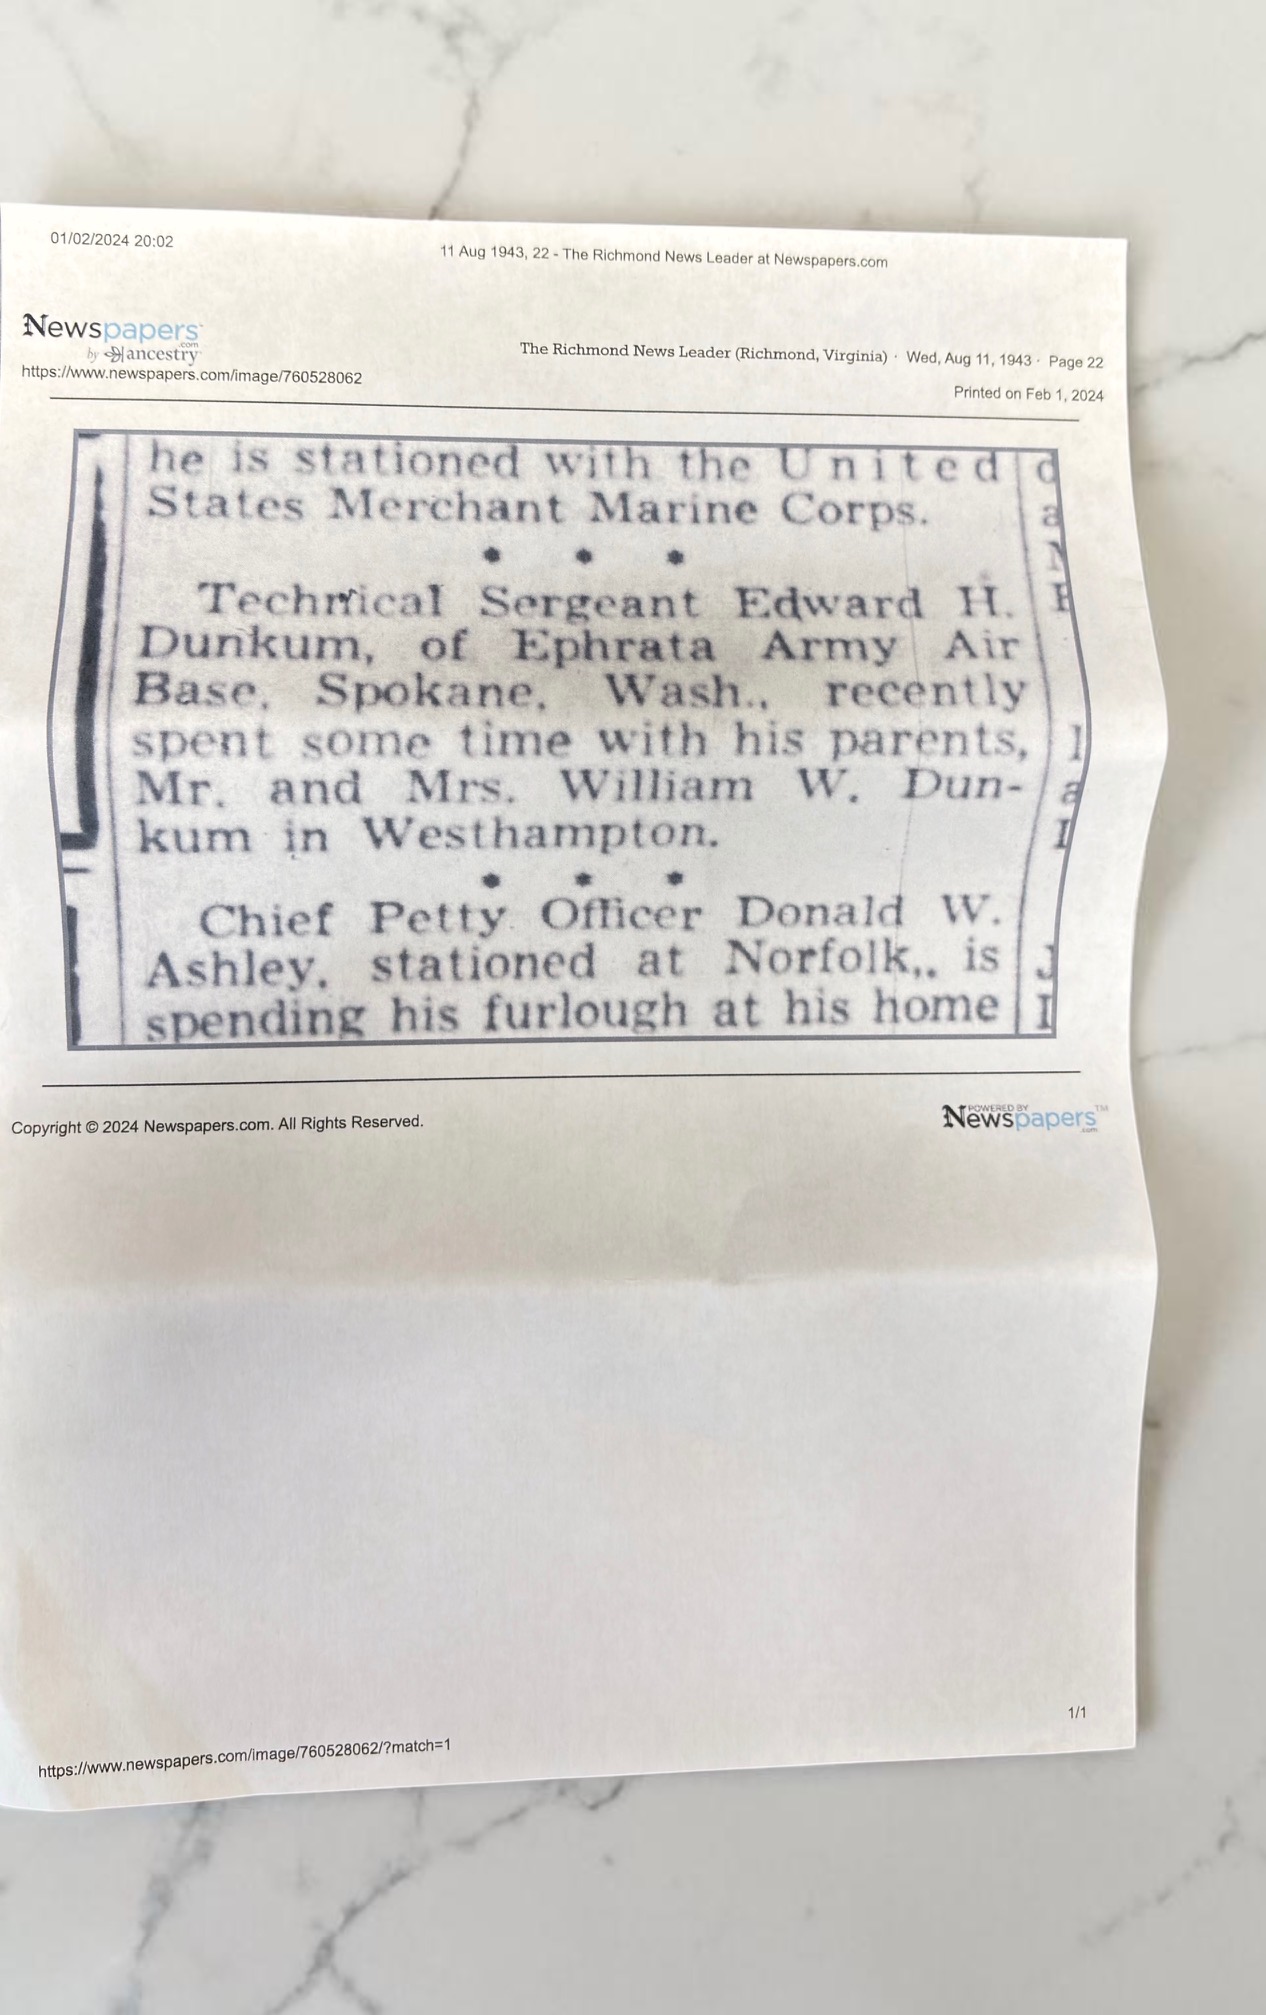 01/02/2024 20:02
11 Aug 1943, 22 - The Richmond News Leader at Newspapers.com
Newspapers
.com
by ancestry
https://www.newspapers.com/image/760528062
The Richmond News Leader (Richmond, Virginia) · Wed, Aug 11, 1943 · Page 22
Printed on Feb 1, 2024
he is stationed with the United
States Merchant Marine Corps.
Technical Sergeant Edward H.
Dunkum, of Ephrata Army Air
Base, Spokane, Wash., recently
spent some time with his parents,
Mr. and Mrs. William W. Dun-
kum in Westhampton.
Chief Petty Officer Donald W.
Ashley, stationed at Norfolk,. is
spending his furlough at his home
Copyright © 2024 Newspapers.com. All Rights Reserved.
POWERED BY
Newspapers™
.com
1/1
https://www.newspapers.com/image/760528062/?match=1